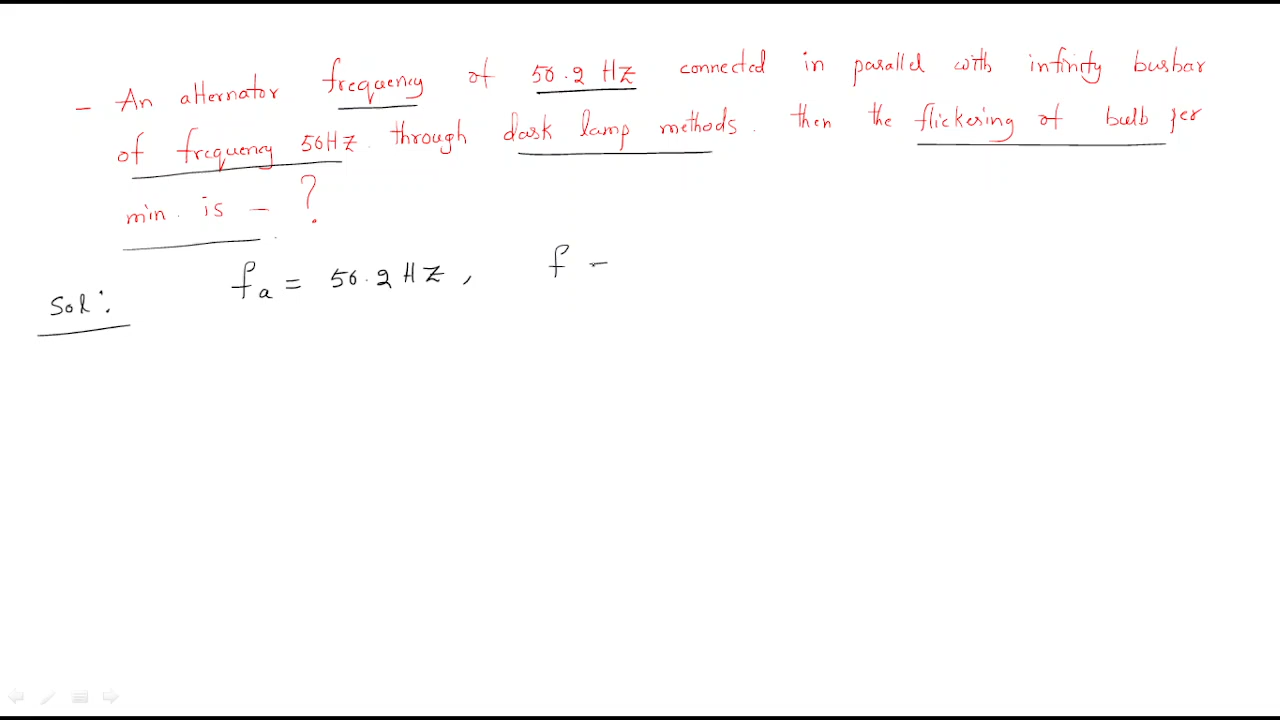 - An alternator frequency of 50.2 HZ connected in parallel with infinity busbar
of frequency 50HZ. through dark lamp methods. then the flickering of bulb per
min. is - ?
Sol: fa = 50.2 HZ, f -